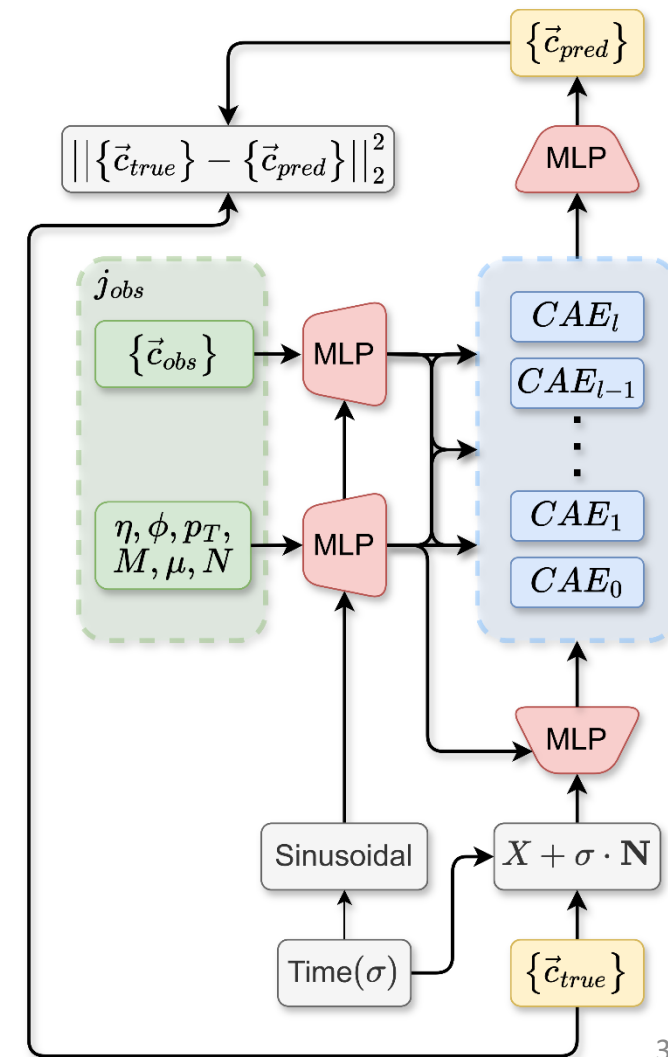 {c⃗_pred}
||{c⃗_true} − {c⃗_pred}||₂²
MLP
j_obs
{c⃗_obs}
MLP
η, ϕ, p_T,
M, μ, N
MLP
CAE_l
CAE_{l−1}
⋮
CAE_1
CAE_0
MLP
Sinusoidal
X + σ · N
Time(σ)
{c⃗_true}
3